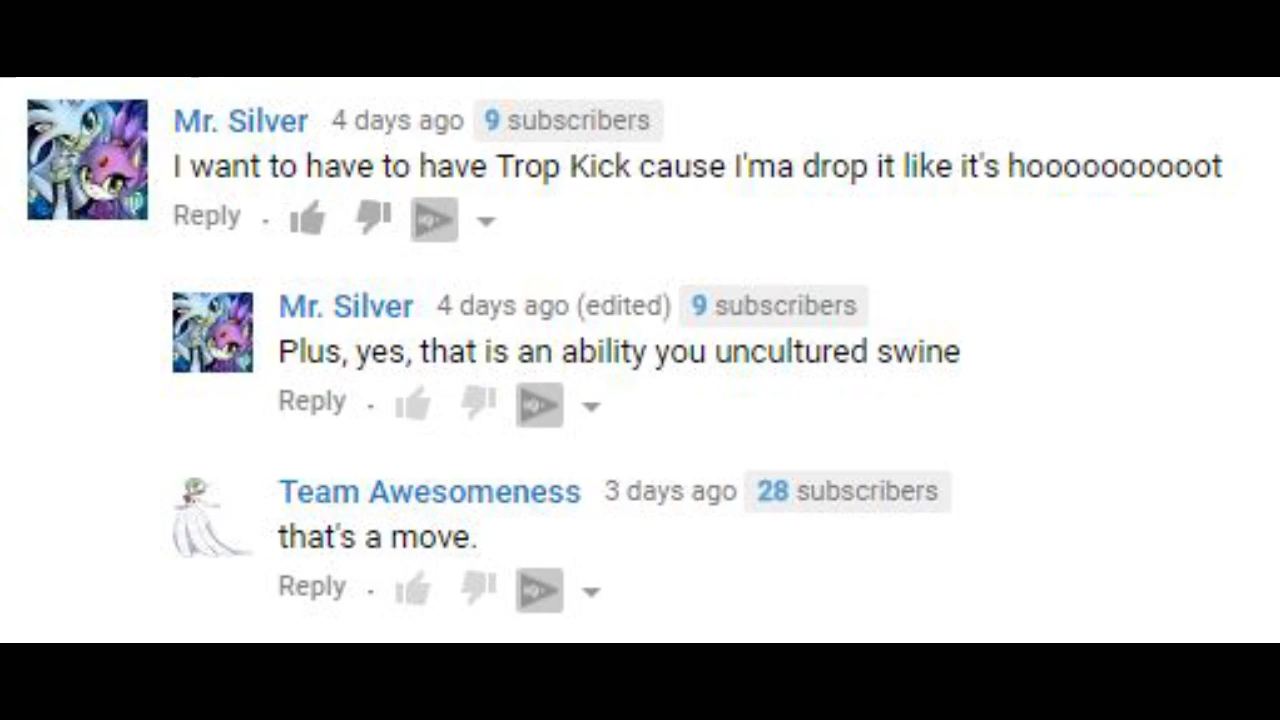 Mr. Silver 4 days ago 9 subscribers
I want to have to have Trop Kick cause I'ma drop it like it's hoooooooooot
Reply .
Mr. Silver 4 days ago (edited) 9 subscribers
Plus, yes, that is an ability you uncultured swine
Reply .
Team Awesomeness 3 days ago 28 subscribers
that's a move.
Reply .